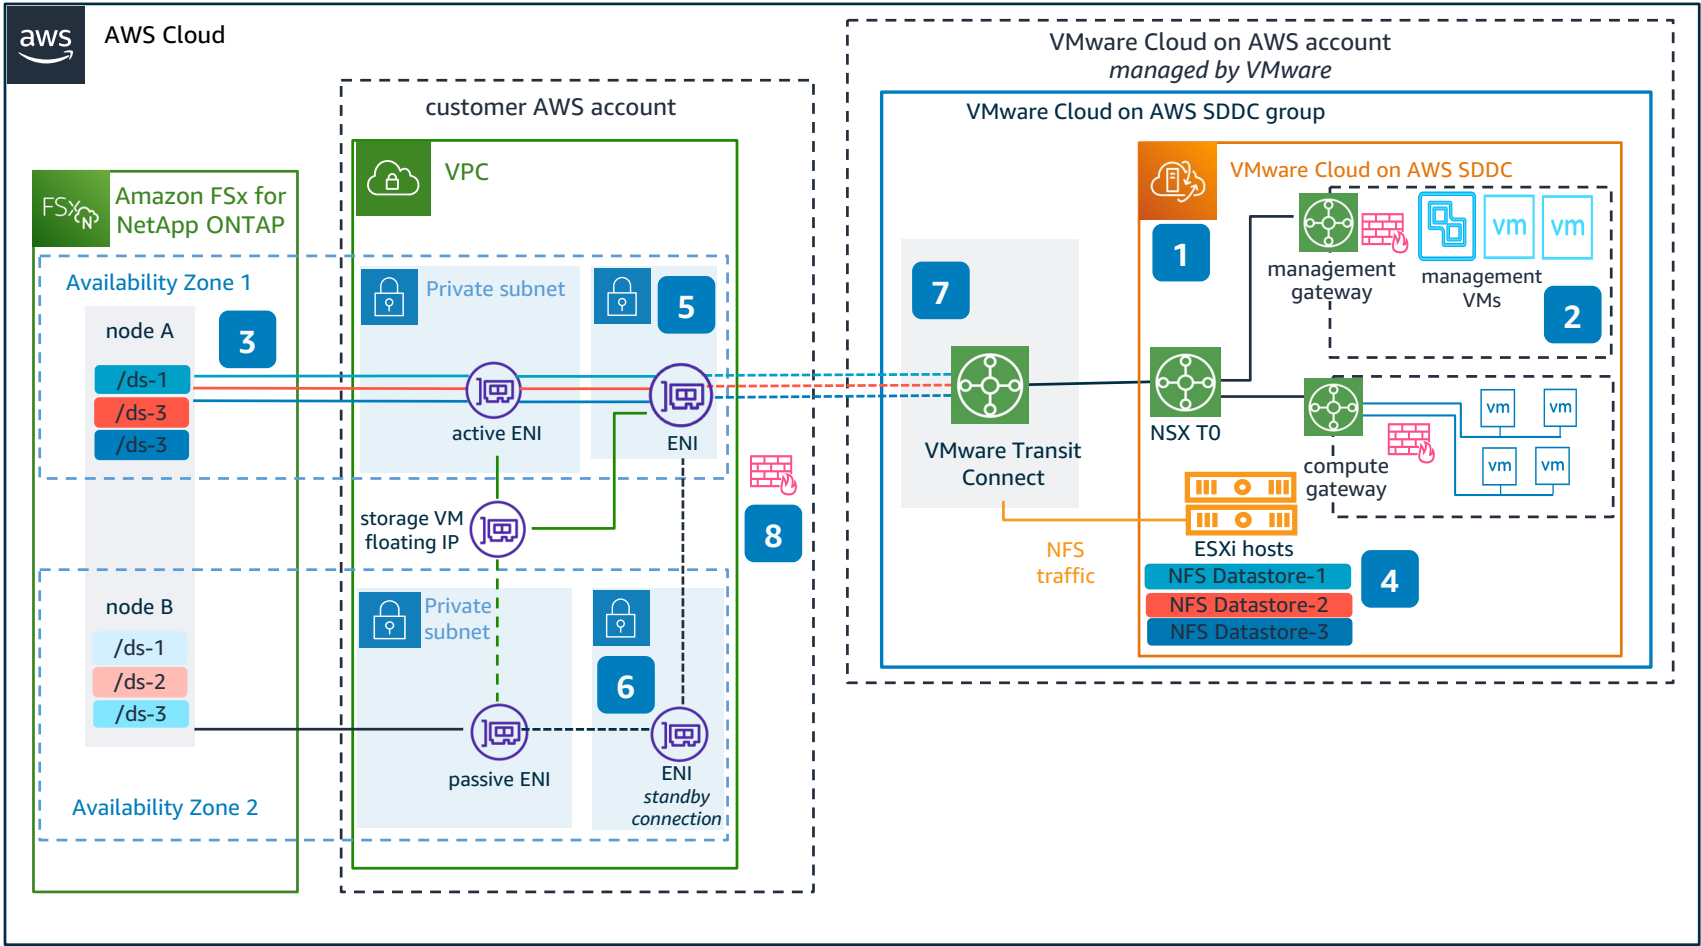 aws
AWS Cloud
VMware Cloud on AWS account
managed by VMware
customer AWS account
VMware Cloud on AWS SDDC group
VPC
VMware Cloud on AWS SDDC
FSx
N
Amazon FSx for
NetApp ONTAP
1
management
gateway
vm
vm
management
VMs
2
Availability Zone 1
Private subnet
5
7
node A
3
/ds-1
/ds-3
/ds-3
active ENI
ENI
VMware Transit
Connect
NSX T0
compute
gateway
vm
vm
vm
vm
storage VM
floating IP
8
NFS
traffic
ESXi hosts
NFS Datastore-1
NFS Datastore-2
NFS Datastore-3
4
node B
/ds-1
/ds-2
/ds-3
Private
subnet
6
passive ENI
ENI
standby
connection
Availability Zone 2